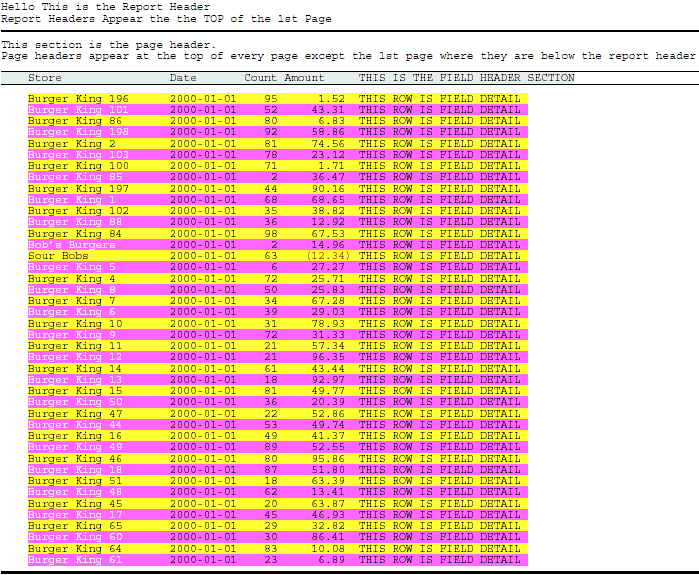 Hello This is the Report Header
Report Headers Appear the the TOP of the 1st Page
This section is the page header.
Page headers appear at the top of every page except the 1st page where they are below the report header
Store Date Count Amount THIS IS THE FIELD HEADER SECTION
Burger King 196 2000-01-01 95 1.52 THIS ROW IS FIELD DETAIL
Burger King 101 2000-01-01 52 43.31 THIS ROW IS FIELD DETAIL
Burger King 86 2000-01-01 80 6.83 THIS ROW IS FIELD DETAIL
Burger King 198 2000-01-01 92 58.86 THIS ROW IS FIELD DETAIL
Burger King 2 2000-01-01 81 74.56 THIS ROW IS FIELD DETAIL
Burger King 103 2000-01-01 78 23.12 THIS ROW IS FIELD DETAIL
Burger King 100 2000-01-01 71 1.71 THIS ROW IS FIELD DETAIL
Burger King 85 2000-01-01 2 36.47 THIS ROW IS FIELD DETAIL
Burger King 197 2000-01-01 44 90.16 THIS ROW IS FIELD DETAIL
Burger King 1 2000-01-01 68 68.65 THIS ROW IS FIELD DETAIL
Burger King 102 2000-01-01 35 38.82 THIS ROW IS FIELD DETAIL
Burger King 88 2000-01-01 36 12.92 THIS ROW IS FIELD DETAIL
Burger King 84 2000-01-01 98 67.53 THIS ROW IS FIELD DETAIL
Bob's Burgers 2000-01-01 2 14.96 THIS ROW IS FIELD DETAIL
Sour Bobs 2000-01-01 63 (12.34) THIS ROW IS FIELD DETAIL
Burger King 5 2000-01-01 6 27.27 THIS ROW IS FIELD DETAIL
Burger King 4 2000-01-01 72 25.71 THIS ROW IS FIELD DETAIL
Burger King 8 2000-01-01 50 25.83 THIS ROW IS FIELD DETAIL
Burger King 7 2000-01-01 34 67.28 THIS ROW IS FIELD DETAIL
Burger King 6 2000-01-01 39 29.03 THIS ROW IS FIELD DETAIL
Burger King 10 2000-01-01 31 78.93 THIS ROW IS FIELD DETAIL
Burger King 9 2000-01-01 72 31.33 THIS ROW IS FIELD DETAIL
Burger King 11 2000-01-01 21 57.34 THIS ROW IS FIELD DETAIL
Burger King 12 2000-01-01 21 96.35 THIS ROW IS FIELD DETAIL
Burger King 14 2000-01-01 61 43.44 THIS ROW IS FIELD DETAIL
Burger King 13 2000-01-01 18 92.97 THIS ROW IS FIELD DETAIL
Burger King 15 2000-01-01 81 49.77 THIS ROW IS FIELD DETAIL
Burger King 50 2000-01-01 36 20.39 THIS ROW IS FIELD DETAIL
Burger King 47 2000-01-01 22 52.86 THIS ROW IS FIELD DETAIL
Burger King 44 2000-01-01 53 49.74 THIS ROW IS FIELD DETAIL
Burger King 16 2000-01-01 49 41.37 THIS ROW IS FIELD DETAIL
Burger King 49 2000-01-01 89 52.55 THIS ROW IS FIELD DETAIL
Burger King 46 2000-01-01 80 95.86 THIS ROW IS FIELD DETAIL
Burger King 18 2000-01-01 87 51.80 THIS ROW IS FIELD DETAIL
Burger King 51 2000-01-01 18 63.39 THIS ROW IS FIELD DETAIL
Burger King 48 2000-01-01 62 13.41 THIS ROW IS FIELD DETAIL
Burger King 45 2000-01-01 20 63.87 THIS ROW IS FIELD DETAIL
Burger King 17 2000-01-01 45 46.93 THIS ROW IS FIELD DETAIL
Burger King 65 2000-01-01 29 32.82 THIS ROW IS FIELD DETAIL
Burger King 60 2000-01-01 30 86.41 THIS ROW IS FIELD DETAIL
Burger King 64 2000-01-01 83 10.08 THIS ROW IS FIELD DETAIL
Burger King 61 2000-01-01 23 6.89 THIS ROW IS FIELD DETAIL